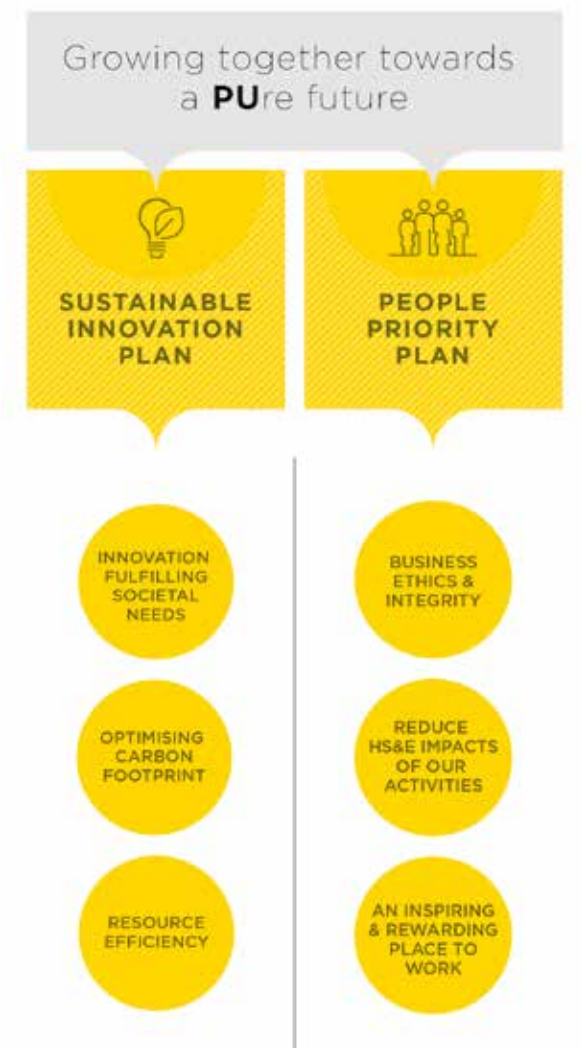 Growing together towards
a PUre future
SUSTAINABLE
INNOVATION
PLAN
INNOVATION
FULFILLING
SOCIETAL
NEEDS
OPTIMISING
CARBON
FOOTPRINT
RESOURCE
EFFICIENCY
PEOPLE
PRIORITY
PLAN
BUSINESS
ETHICS &
INTEGRITY
REDUCE
HS&E IMPACTS
OF OUR
ACTIVITIES
AN INSPIRING
& REWARDING
PLACE TO
WORK